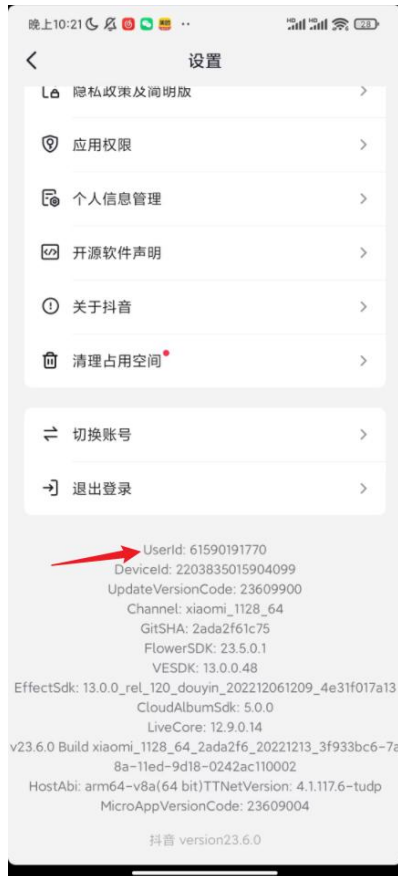 晚上10:21
28
设置
隐私政策及简明版
应用权限
个人信息管理
开源软件声明
关于抖音
清理占用空间
切换账号
退出登录
UserId: 61590191770
DeviceId: 2203835015904099
UpdateVersionCode: 23609900
Channel: xiaomi_1128_64
GitSHA: 2ada2f61c75
FlowerSDK: 23.5.0.1
VESDK: 13.0.0.48
EffectSdk: 13.0.0_rel_120_douyin_202212061209_4e31f017a13
CloudAlbumSdk: 5.0.0
LiveCore: 12.9.0.14
v23.6.0 Build xiaomi_1128_64_2ada2f6_20221213_3f933bc6-7a
8a-11ed-9d18-0242ac110002
HostAbi: arm64-v8a(64 bit)TTNetVersion: 4.1.117.6-tudp
MicroAppVersionCode: 23609004
抖音 version23.6.0